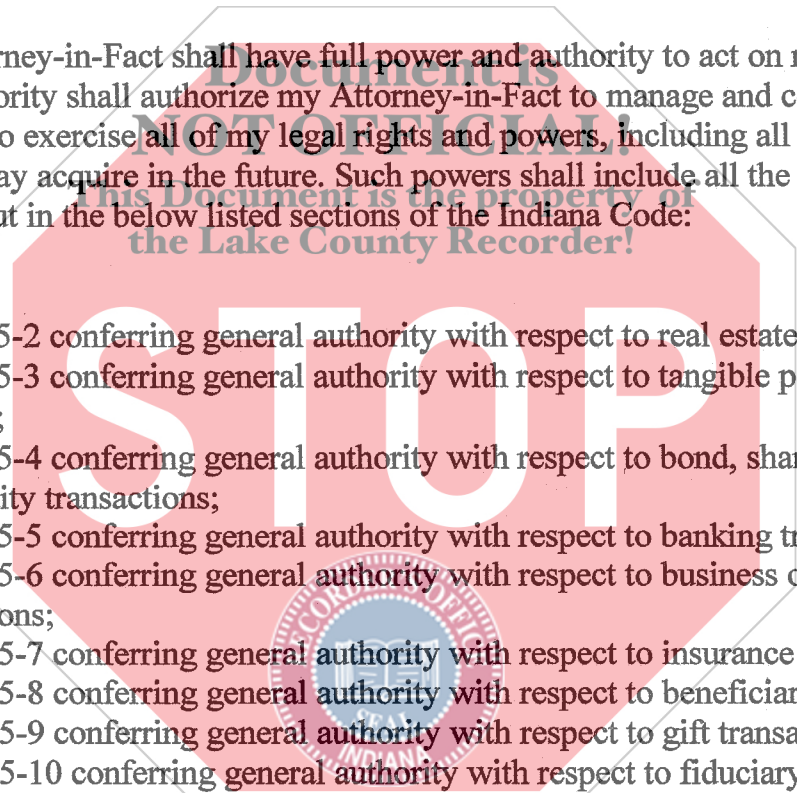 rney-in-Fact shall have full power and authority to act on
ority shall authorize my Attorney-in-Fact to manage and c
o exercise all of my legal rights and powers, including all
ay acquire in the future. Such powers shall include all the
ut in the below listed sections of the Indiana Code:
Document is
NOT OFFICIAL!
This Document is the property of
the Lake County Recorder!
5-2 conferring general authority with respect to real estate
5-3 conferring general authority with respect to tangible p
;
5-4 conferring general authority with respect to bond, shar
ity transactions;
5-5 conferring general authority with respect to banking tr
5-6 conferring general authority with respect to business o
ons;
5-7 conferring general authority with respect to insurance
5-8 conferring general authority with respect to beneficiar
5-9 conferring general authority with respect to gift transa
5-10 conferring general authority with respect to fiduciary
STOP
SEAL
INDIANA